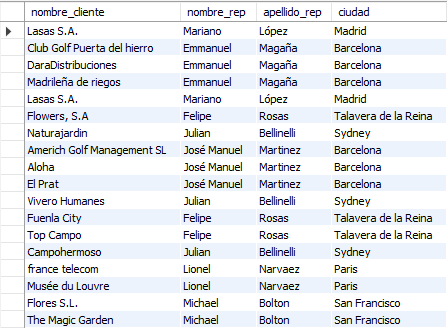 nombre_cliente nombre_rep apellido_rep ciudad
Lasas S.A. Mariano López Madrid
Club Golf Puerta del hierro Emmanuel Magaña Barcelona
DaraDistribuciones Emmanuel Magaña Barcelona
Madrileña de riegos Emmanuel Magaña Barcelona
Lasas S.A. Mariano López Madrid
Flowers, S.A Felipe Rosas Talavera de la Reina
Naturajardin Julian Bellinelli Sydney
Americh Golf Management SL José Manuel Martinez Barcelona
Aloha José Manuel Martinez Barcelona
El Prat José Manuel Martinez Barcelona
Vivero Humanes Julian Bellinelli Sydney
Fuenla City Felipe Rosas Talavera de la Reina
Top Campo Felipe Rosas Talavera de la Reina
Campohermoso Julian Bellinelli Sydney
france telecom Lionel Narvaez Paris
Musée du Louvre Lionel Narvaez Paris
Flores S.L. Michael Bolton San Francisco
The Magic Garden Michael Bolton San Francisco